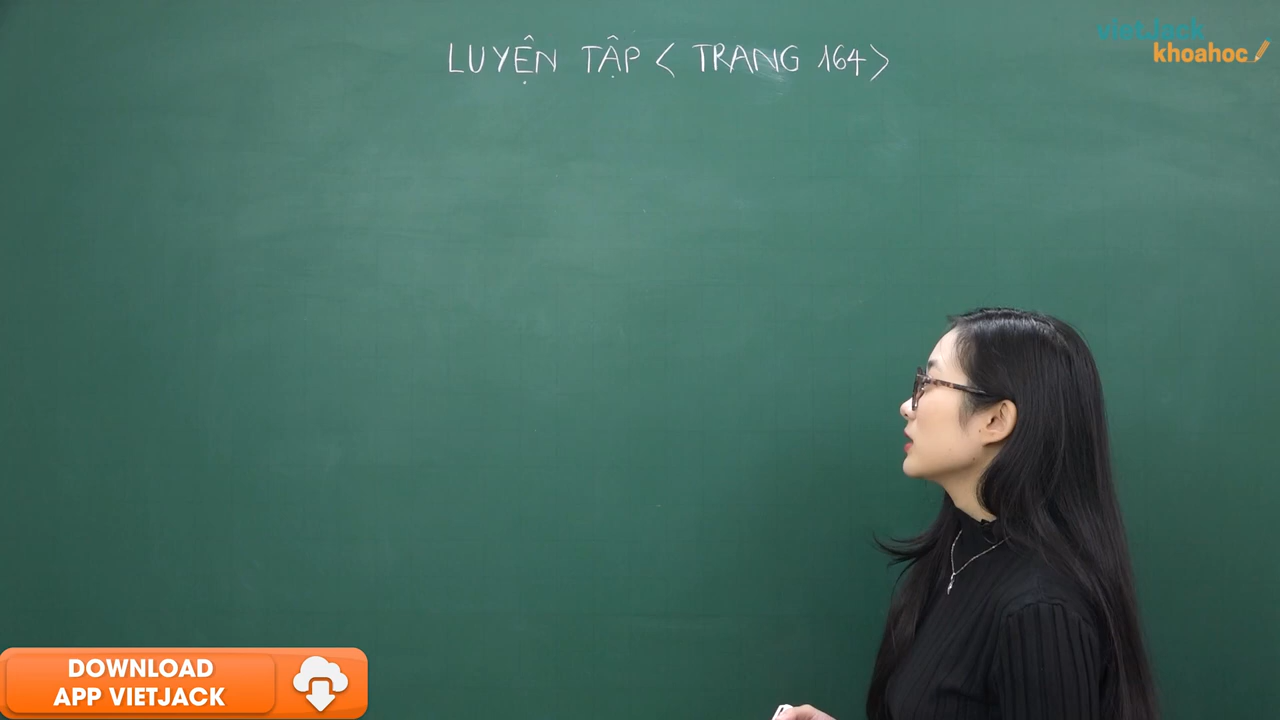 LUYỆN TẬP < TRANG 164>
vietJack
khoahoc
DOWNLOAD
APP VIETJACK